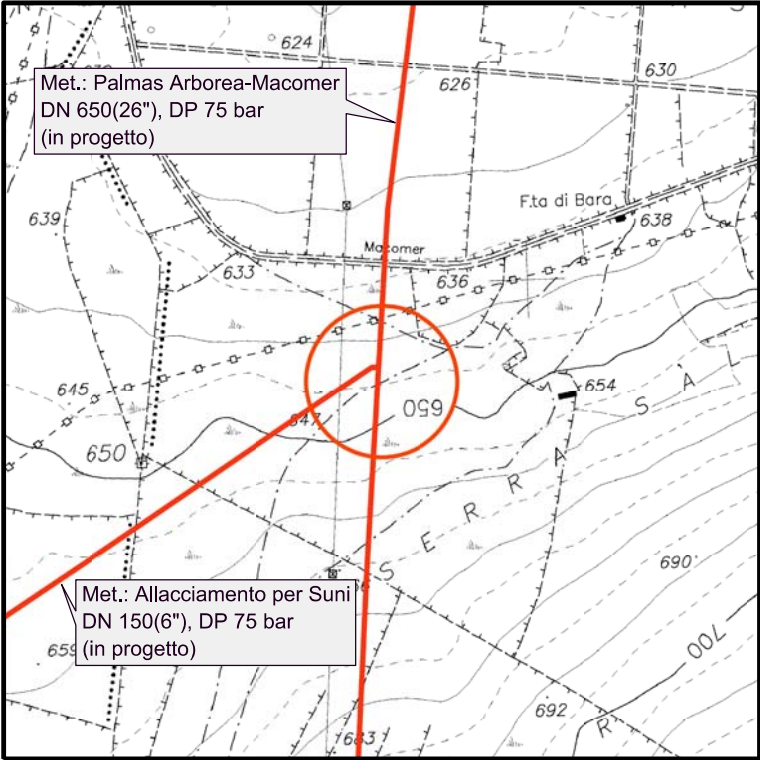 624
626
630
Met.: Palmas Arborea-Macomer
DN 650(26"), DP 75 bar
(in progetto)
639
F.ta di Bara
638
Macomer
633
636
645
654
650
647
650
S E R R A S A L
690
Met.: Allacciamento per Suni
DN 150(6"), DP 75 bar
(in progetto)
659
700
692
R
683